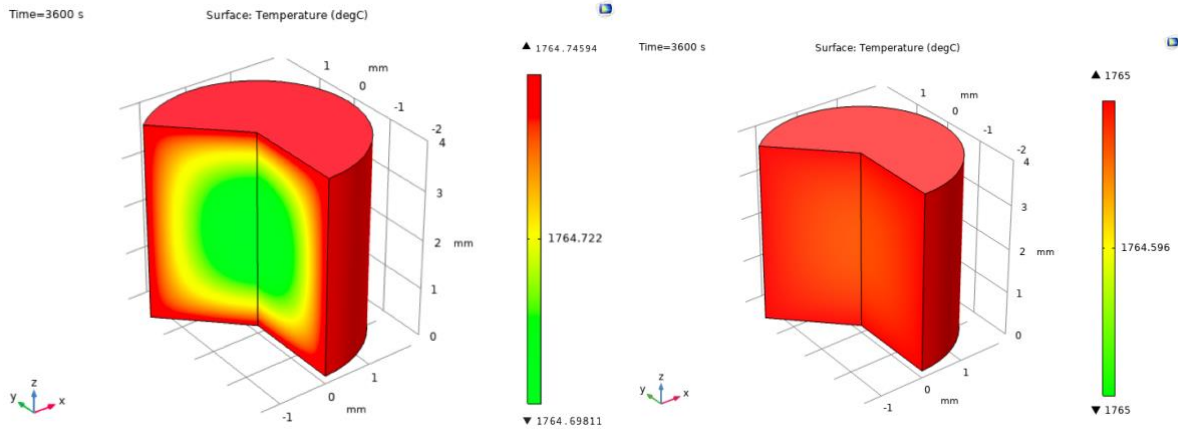 Time=3600 s
Surface: Temperature (degC)
▲ 1764.74594
1764.722
▼ 1764.69811
1
mm
0
-1
-2
4
3
2
mm
1
0
1
0
mm
-1
z
y
x
Time=3600 s
Surface: Temperature (degC)
▲ 1765
1764.596
▼ 1765
1
mm
0
-1
-2
4
3
2
mm
1
0
1
0
mm
-1
z
y
x